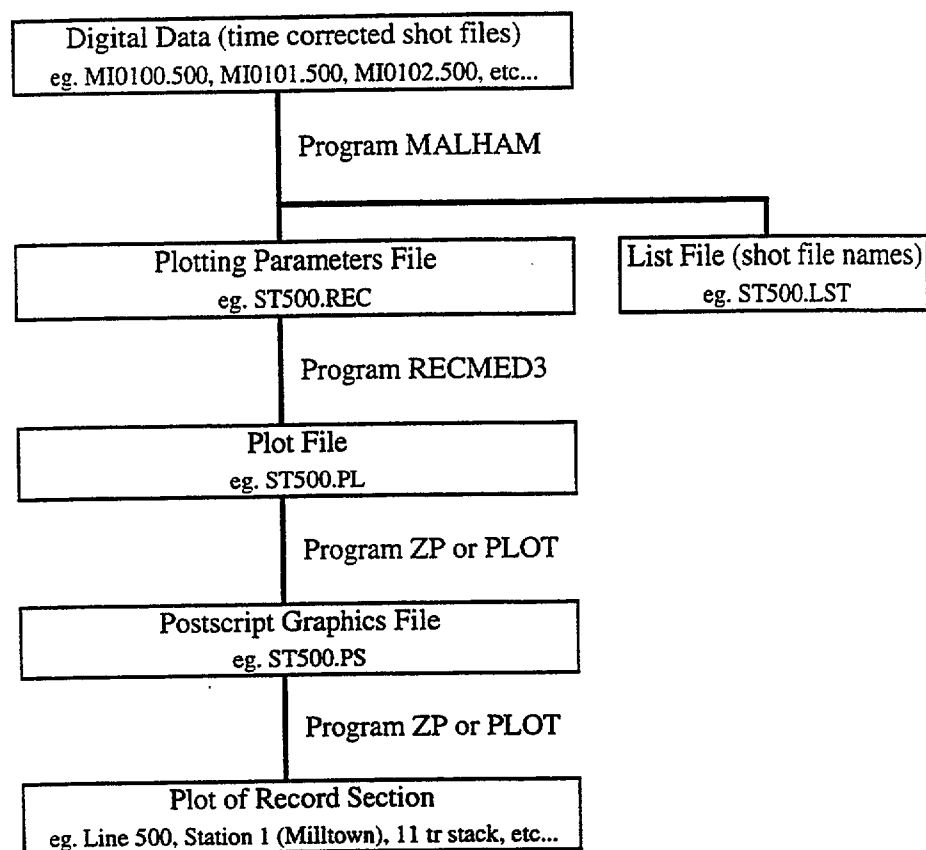 Digital Data (time corrected shot files)
eg. MI0100.500, MI0101.500, MI0102.500, etc...
Program MALHAM
Plotting Parameters File
eg. ST500.REC
List File (shot file names)
eg. ST500.LST
Program RECMED3
Plot File
eg. ST500.PL
Program ZP or PLOT
Postscript Graphics File
eg. ST500.PS
Program ZP or PLOT
Plot of Record Section
eg. Line 500, Station 1 (Milltown), 11 tr stack, etc...